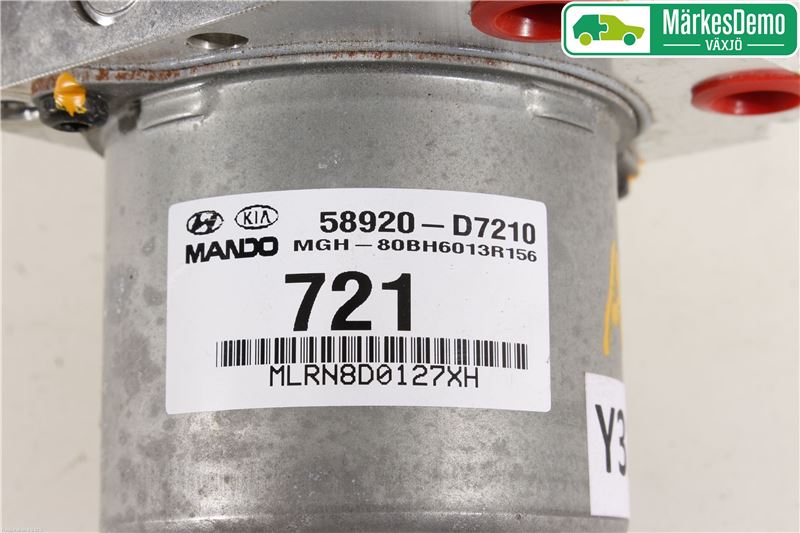 MärkesDemo
VÄXJÖ
KIA
58920-D7210
MANDO
MGH-80BH6013R156
721
MLRN8D0127XH
Y3